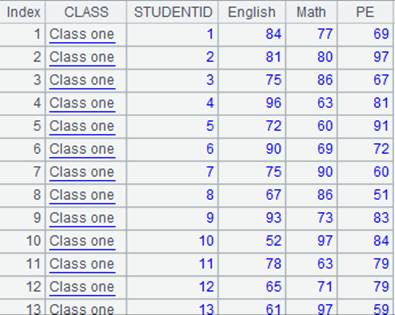 Index CLASS STUDENTID English Math PE
1 Class one 1 84 77 69
2 Class one 2 81 80 97
3 Class one 3 75 86 67
4 Class one 4 96 63 81
5 Class one 5 72 60 91
6 Class one 6 90 69 72
7 Class one 7 75 90 60
8 Class one 8 67 86 51
9 Class one 9 93 73 83
10 Class one 10 52 97 84
11 Class one 11 78 63 79
12 Class one 12 65 71 79
13 Class one 13 61 97 59